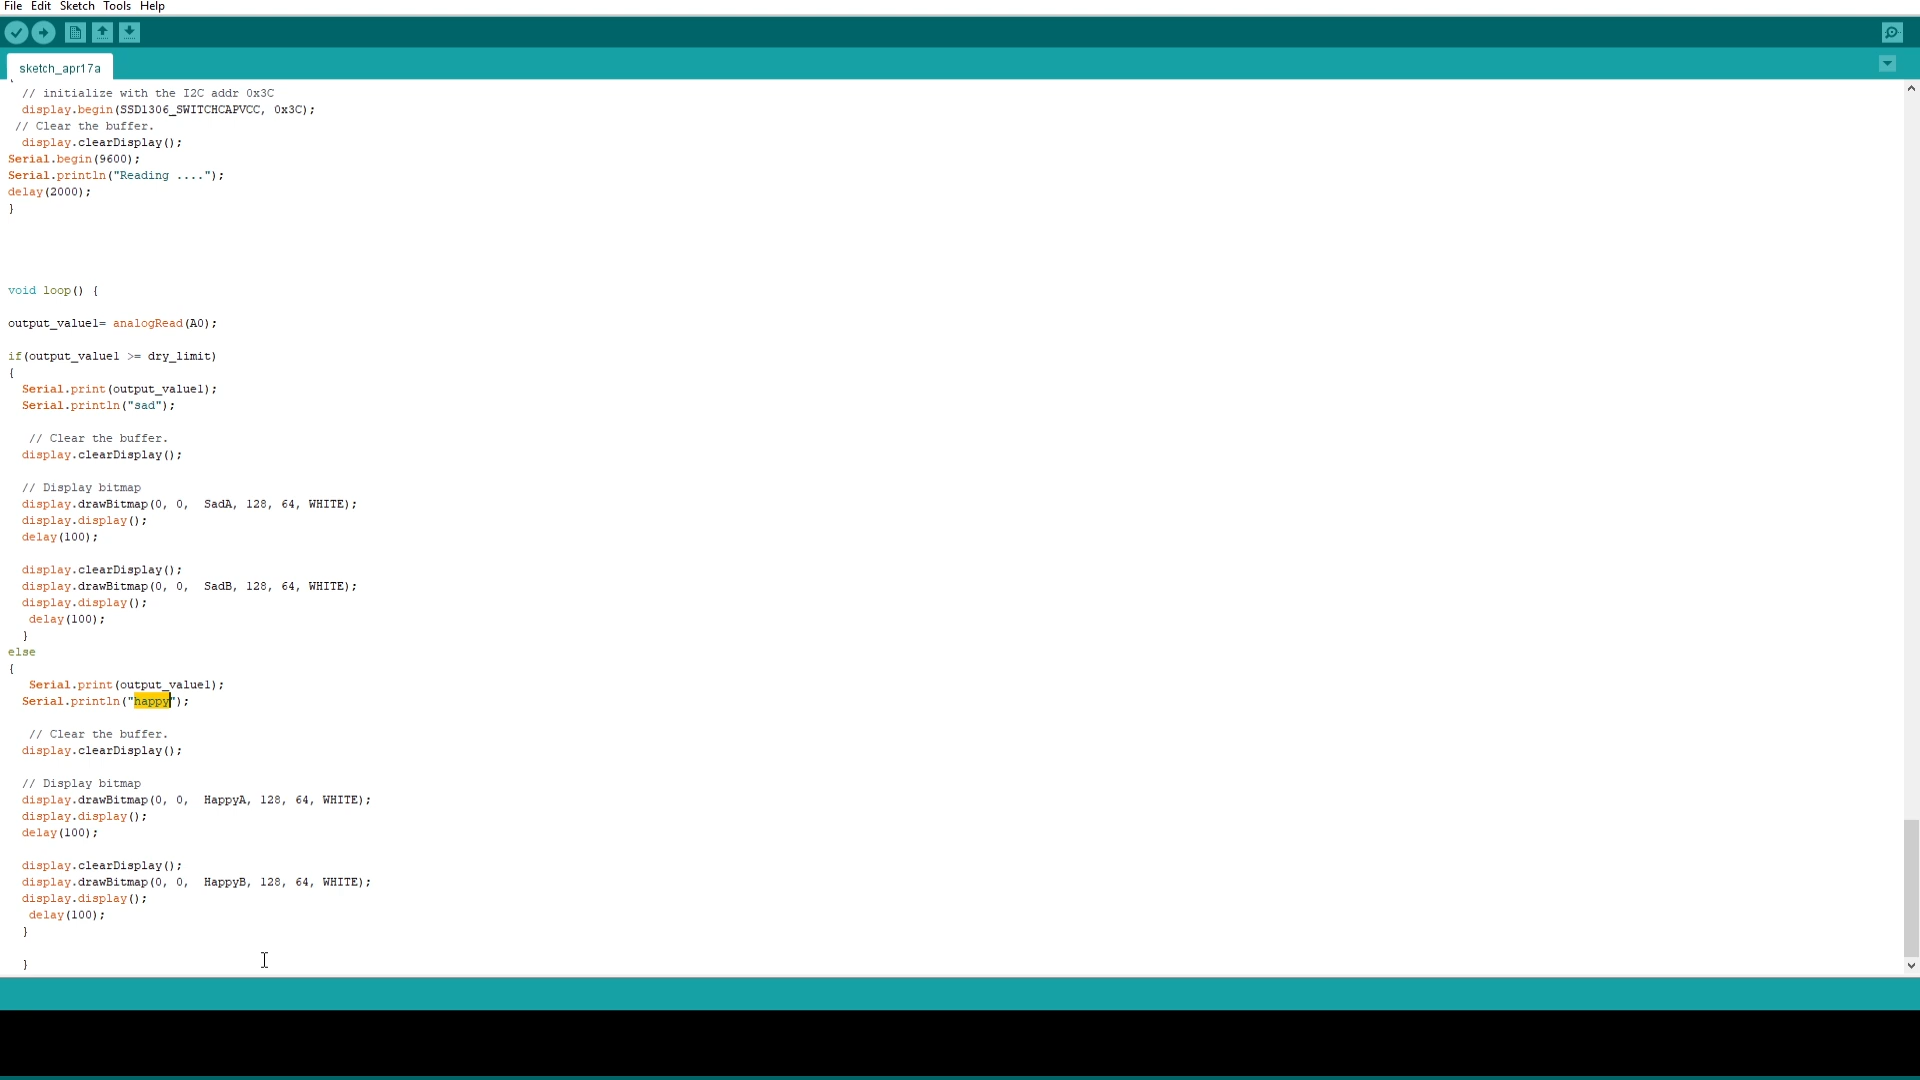 File Edit Sketch Tools Help
sketch_apr17a
// initialize with the I2C addr 0x3C
display.begin(SSD1306_SWITCHCAPVCC, 0x3C);
// Clear the buffer.
display.clearDisplay();
Serial.begin(9600);
Serial.println("Reading ....");
delay(2000);
}
void loop() {
output_value1= analogRead(A0);
if(output_value1 >= dry_limit)
{
Serial.print(output_value1);
Serial.println("sad");
// Clear the buffer.
display.clearDisplay();
// Display bitmap
display.drawBitmap(0, 0,  SadA, 128, 64, WHITE);
display.display();
delay(100);
display.clearDisplay();
display.drawBitmap(0, 0,  SadB, 128, 64, WHITE);
display.display();
delay(100);
}
else
{
Serial.print(output_value1);
Serial.println("happy");
// Clear the buffer.
display.clearDisplay();
// Display bitmap
display.drawBitmap(0, 0,  HappyA, 128, 64, WHITE);
display.display();
delay(100);
display.clearDisplay();
display.drawBitmap(0, 0,  HappyB, 128, 64, WHITE);
display.display();
delay(100);
}
}